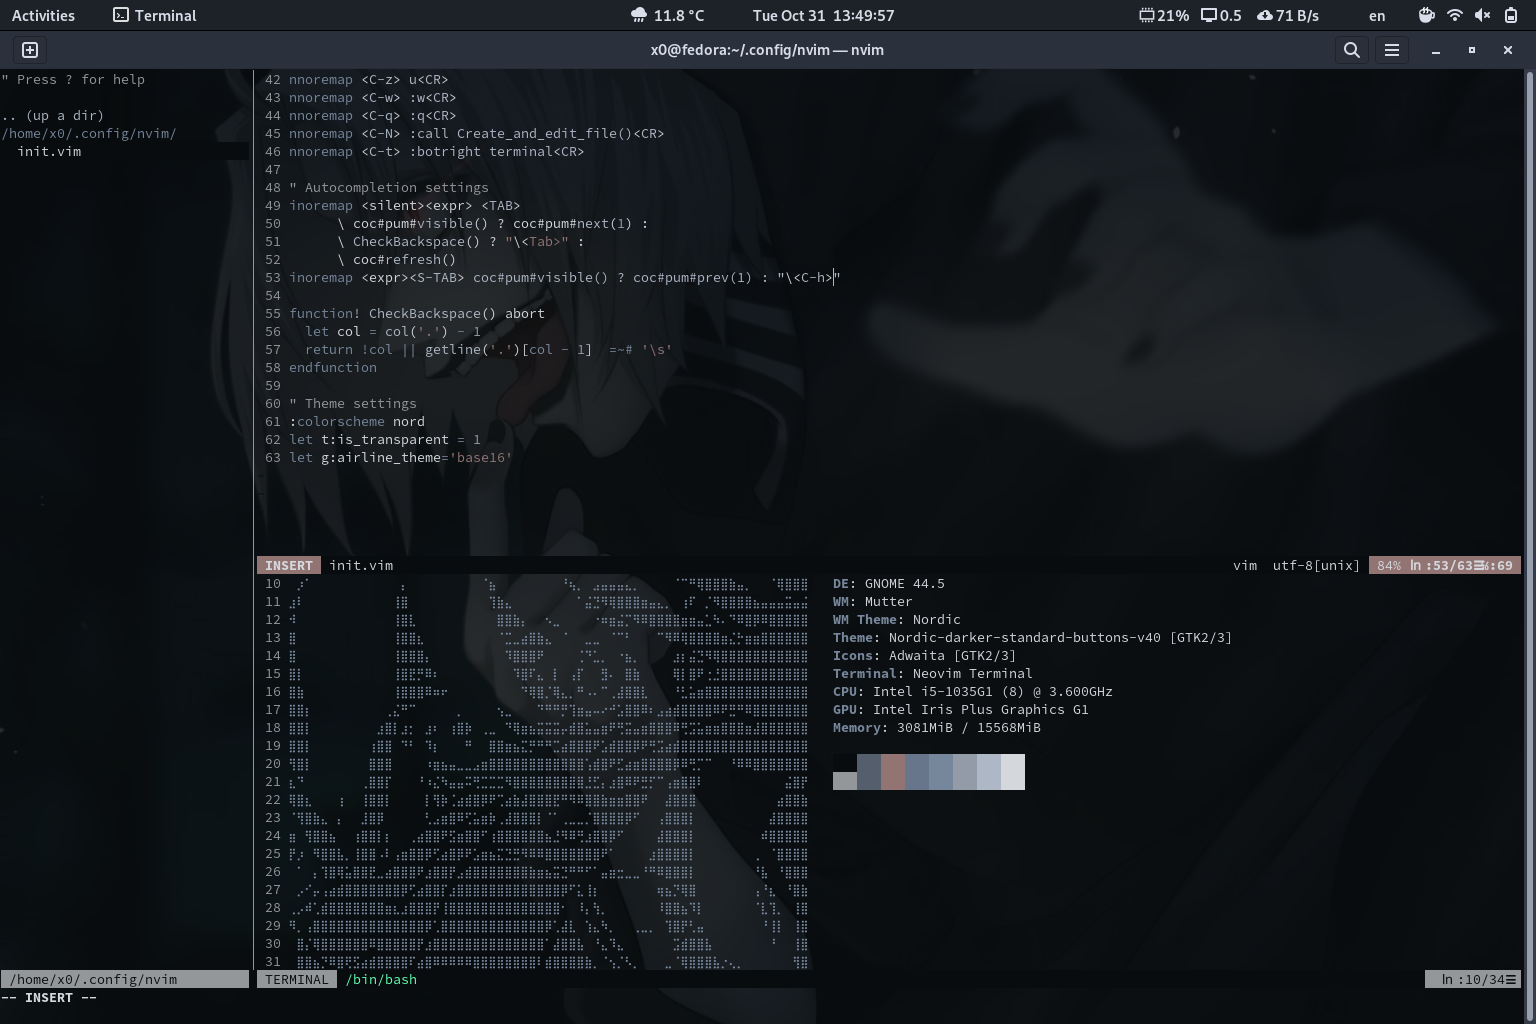 Activities Terminal 11.8 °C Tue Oct 31 13:49:57 21% 0.5 71 B/s en
x0@fedora:~/.config/nvim — nvim
" Press ? for help
.. (up a dir)
/home/x0/.config/nvim/
init.vim
42 nnoremap <C-z> u<CR>
43 nnoremap <C-w> :w<CR>
44 nnoremap <C-q> :q<CR>
45 nnoremap <C-N> :call Create_and_edit_file()<CR>
46 nnoremap <C-t> :botright terminal<CR>
47
48 " Autocompletion settings
49 inoremap <silent><expr> <TAB>
50       \ coc#pum#visible() ? coc#pum#next(1) :
51       \ CheckBackspace() ? "\<Tab>" :
52       \ coc#refresh()
53 inoremap <expr><S-TAB> coc#pum#visible() ? coc#pum#prev(1) : "\<C-h>"
54
55 function! CheckBackspace() abort
56   let col = col('.') - 1
57   return !col || getline('.')[col - 1]  =~# '\s'
58 endfunction
59
60 " Theme settings
61 :colorscheme nord
62 let t:is_transparent = 1
63 let g:airline_theme='base16'
INSERT init.vim vim utf-8[unix] 84% ln :53/63 :69
10 DE: GNOME 44.5
11 WM: Mutter
12 WM Theme: Nordic
13 Theme: Nordic-darker-standard-buttons-v40 [GTK2/3]
14 Icons: Adwaita [GTK2/3]
15 Terminal: Neovim Terminal
16 CPU: Intel i5-1035G1 (8) @ 3.600GHz
17 GPU: Intel Iris Plus Graphics G1
18 Memory: 3081MiB / 15568MiB
19
20
21
22
23
24
25
26
27
28
29
30
31
/home/x0/.config/nvim TERMINAL /bin/bash ln :10/34
-- INSERT --